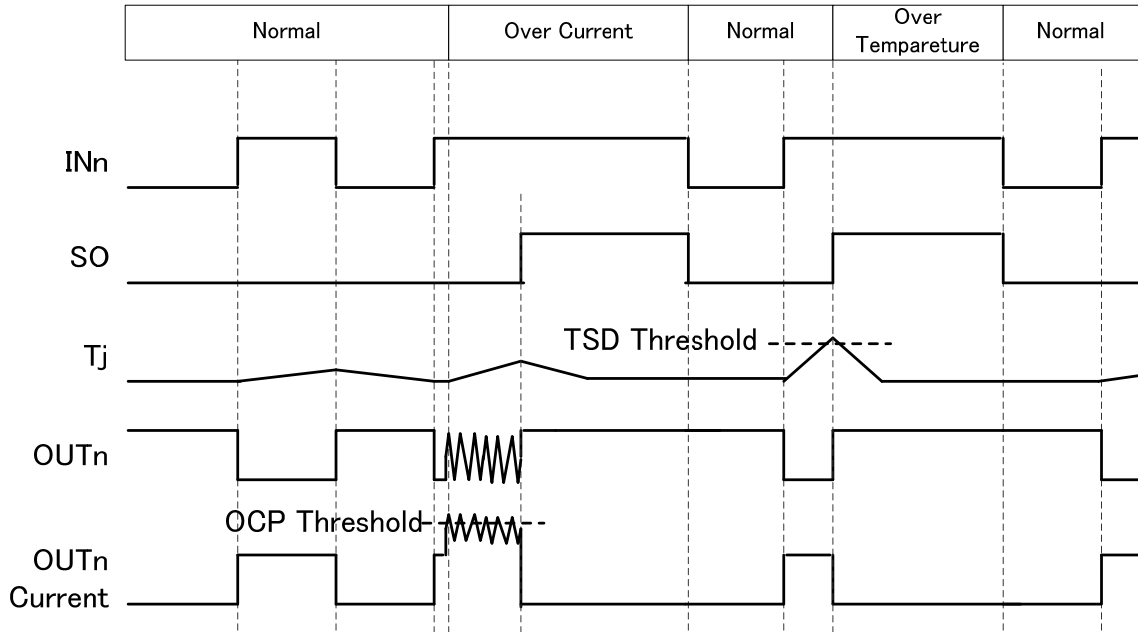 Normal
Over Current
Normal
Over
Tempareture
Normal
INn
SO
TSD Threshold
Tj
OUTn
OCP Threshold
OUTn
Current